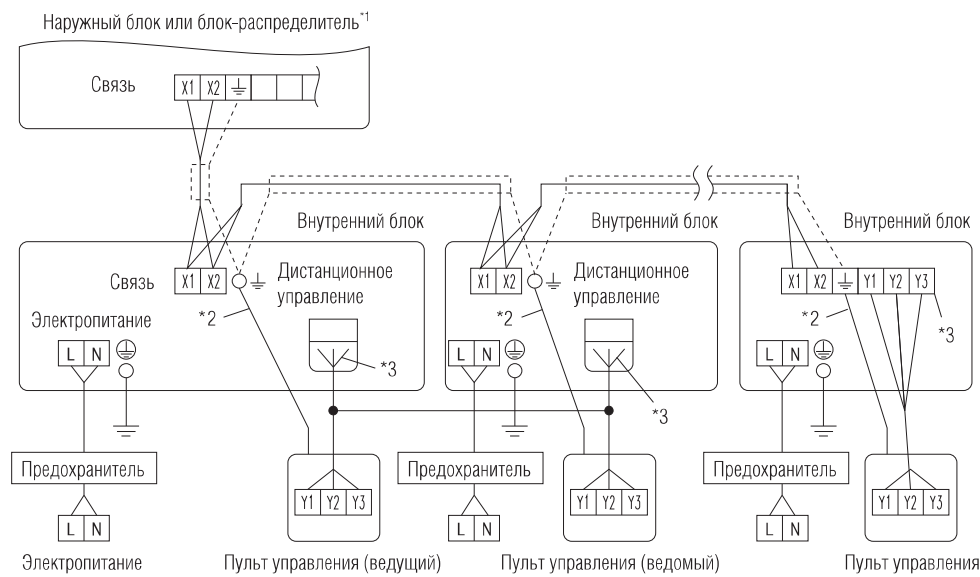 Наружный блок или блок-распределитель*1
Связь
X1 X2
Внутренний блок
Внутренний блок
Внутренний блок
Связь
X1 X2
Дистанционное управление
X1 X2
Дистанционное управление
X1 X2 Y1 Y2 Y3
*2
*2
*2
*3
Электропитание
L N
*3
L N
*3
L N
Предохранитель
Предохранитель
Предохранитель
Y1 Y2 Y3
Y1 Y2 Y3
Y1 Y2 Y3
L N
L N
L N
Электропитание
Пульт управления (ведущий)
Пульт управления (ведомый)
Пульт управления